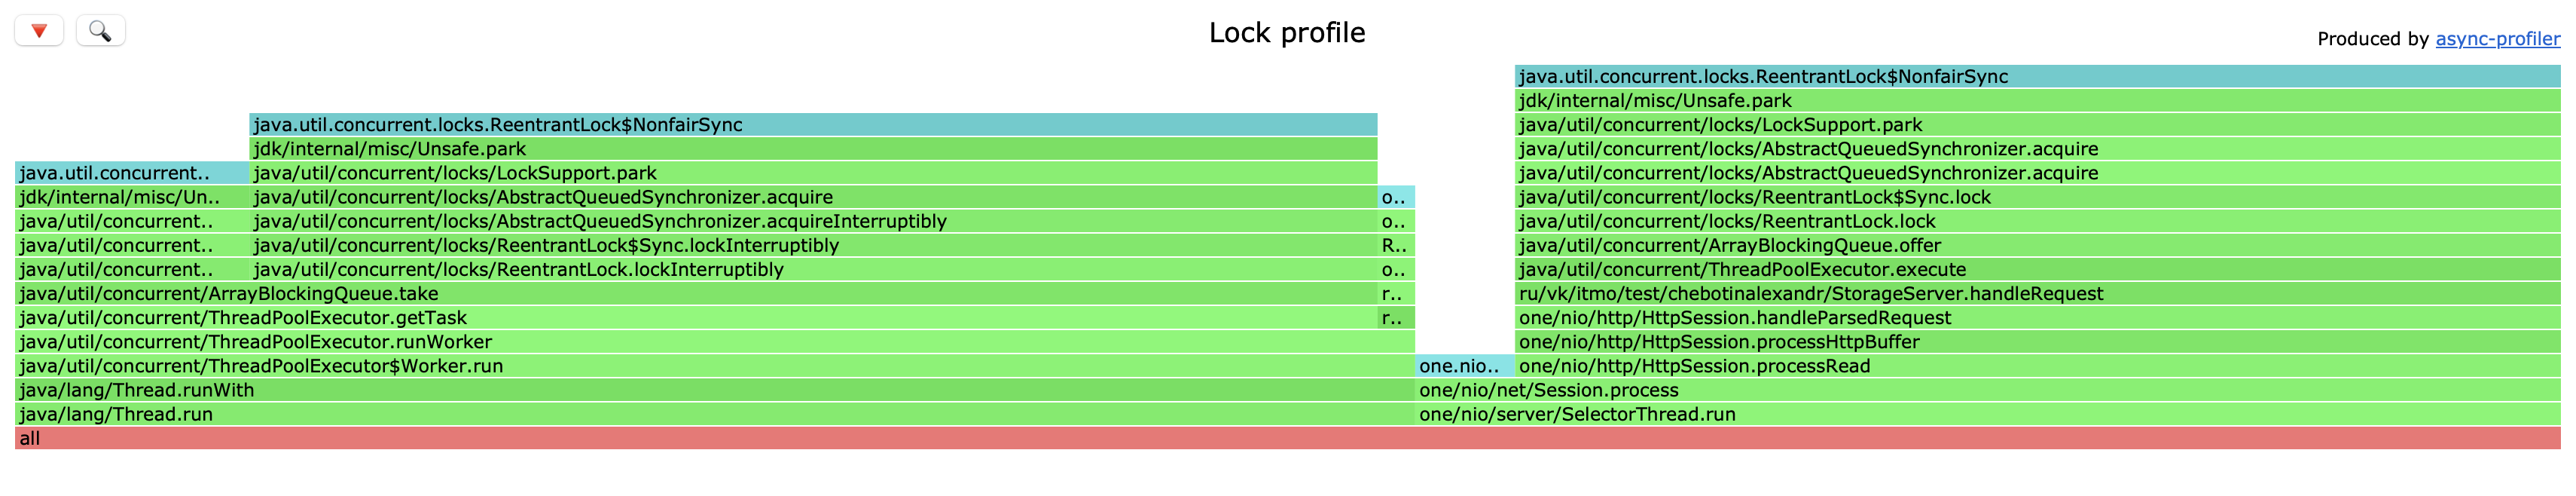 Lock profile
Produced by async-profiler
java.util.concurrent.locks.ReentrantLock$NonfairSync
jdk/internal/misc/Unsafe.park
java.util.concurrent.locks.ReentrantLock$NonfairSync java/util/concurrent/locks/LockSupport.park
jdk/internal/misc/Unsafe.park java/util/concurrent/locks/AbstractQueuedSynchronizer.acquire
java.util.concurrent.. java/util/concurrent/locks/LockSupport.park java/util/concurrent/locks/AbstractQueuedSynchronizer.acquire
jdk/internal/misc/Un.. java/util/concurrent/locks/AbstractQueuedSynchronizer.acquire o.. java/util/concurrent/locks/ReentrantLock$Sync.lock
java/util/concurrent.. java/util/concurrent/locks/AbstractQueuedSynchronizer.acquireInterruptibly o.. java/util/concurrent/locks/ReentrantLock.lock
java/util/concurrent.. java/util/concurrent/locks/ReentrantLock$Sync.lockInterruptibly R.. java/util/concurrent/ArrayBlockingQueue.offer
java/util/concurrent.. java/util/concurrent/locks/ReentrantLock.lockInterruptibly o.. java/util/concurrent/ThreadPoolExecutor.execute
java/util/concurrent/ArrayBlockingQueue.take r.. ru/vk/itmo/test/chebotinalexandr/StorageServer.handleRequest
java/util/concurrent/ThreadPoolExecutor.getTask r.. one/nio/http/HttpSession.handleParsedRequest
java/util/concurrent/ThreadPoolExecutor.runWorker one/nio/http/HttpSession.processHttpBuffer
java/util/concurrent/ThreadPoolExecutor$Worker.run one.nio.. one/nio/http/HttpSession.processRead
java/lang/Thread.runWith one/nio/net/Session.process
java/lang/Thread.run one/nio/server/SelectorThread.run
all